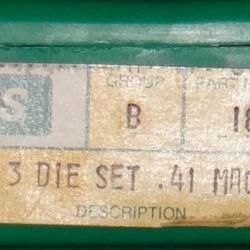 GROUP PART
S B 18
3 DIE SET .41 MAG
DESCRIPTION